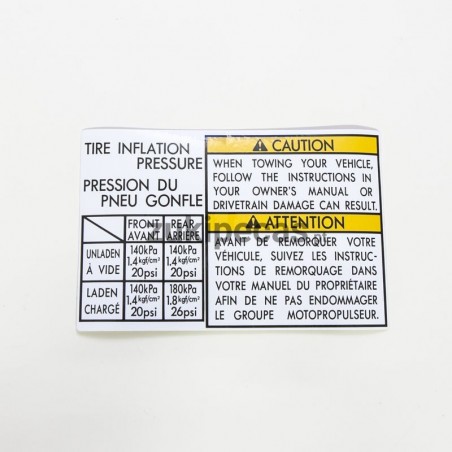 TIRE INFLATION
PRESSURE
PRESSION DU
PNEU GONFLE
FRONT REAR
AVANT ARRIÈRE
UNLADEN 140kPa 140kPa
À VIDE 1.4kgf/cm² 1.4kgf/cm²
20psi 20psi
LADEN 140kPa 180kPa
CHARGÉ 1.4kgf/cm² 1.8kgf/cm²
20psi 26psi
CAUTION
WHEN TOWING YOUR VEHICLE,
FOLLOW THE INSTRUCTIONS IN
YOUR OWNER'S MANUAL OR
DRIVETRAIN DAMAGE CAN RESULT.
ATTENTION
AVANT DE REMORQUER VOTRE
VÉHICULE, SUIVEZ LES INSTRUC-
TIONS DE REMORQUAGE DANS
VOTRE MANUEL DU PROPRIÉTAIRE
AFIN DE NE PAS ENDOMMAGER
LE GROUPE MOTOPROPULSEUR.